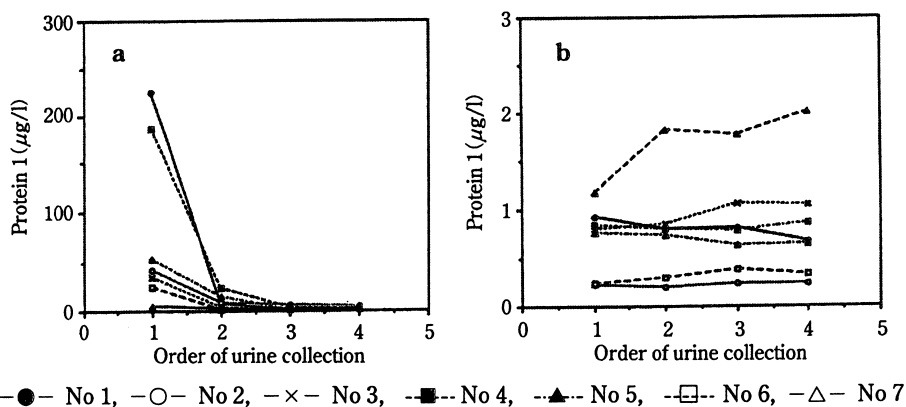 a
Protein 1 (μg/l)
300
200
100
0
0 1 2 3 4 5
Order of urine collection
b
Protein 1 (μg/l)
3
2
1
0
0 1 2 3 4 5
Order of urine collection
No 1, No 2, No 3, No 4, No 5, No 6, No 7